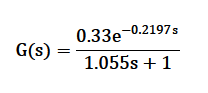 G(s) = 0.33e^{-0.2197s} / 1.055s + 1